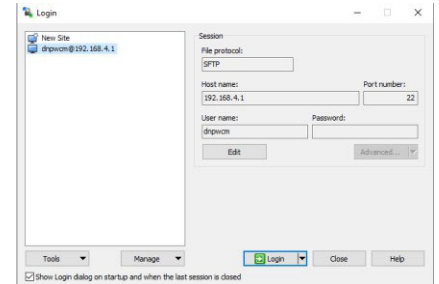 Login
New Site
dnpwcm@192.168.4.1
Session
File protocol:
SFTP
Host name:
Port number:
192.168.4.1
22
User name:
Password:
dnpwcm
Edit
Advanced...
Tools
Manage
Login
Close
Help
Show Login dialog on startup and when the last session is closed